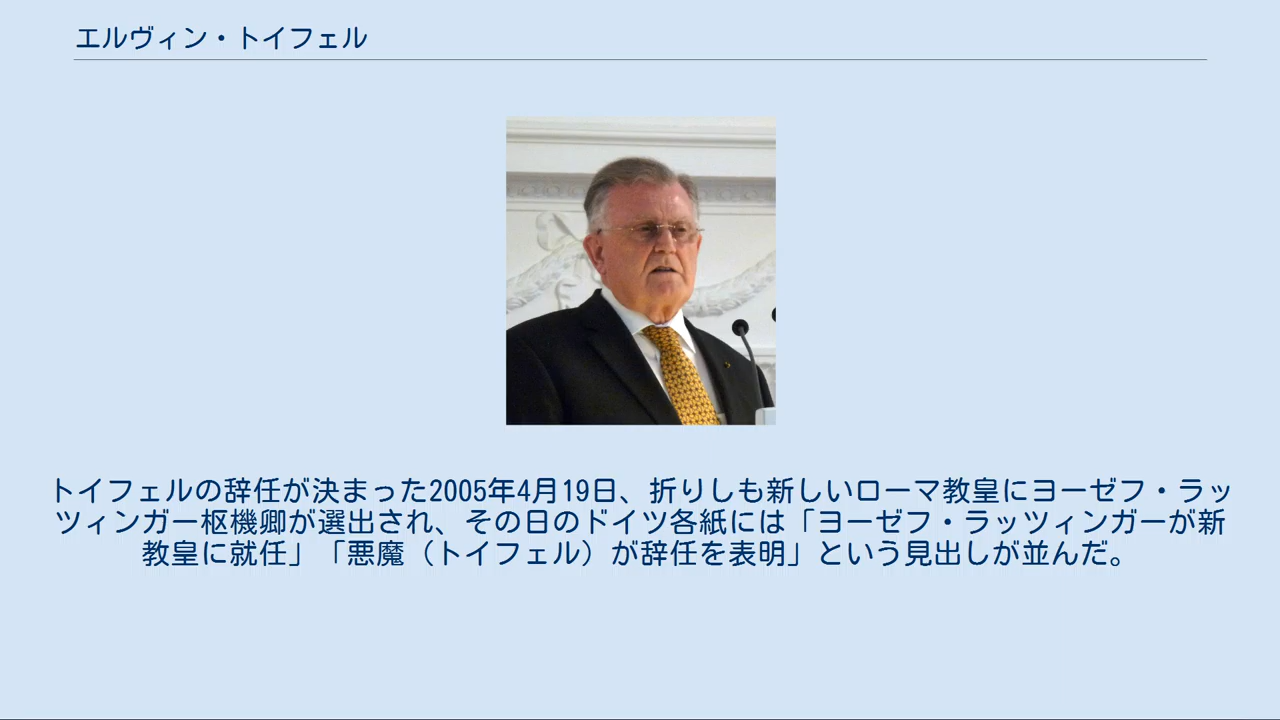 エルヴィン・トイフェル
トイフェルの辞任が決まった2005年4月19日、折りしも新しいローマ教皇にヨーゼフ・ラッ
ツィンガー枢機卿が選出され、その日のドイツ各紙には「ヨーゼフ・ラッツィンガーが新
教皇に就任」「悪魔（トイフェル）が辞任を表明」という見出しが並んだ。